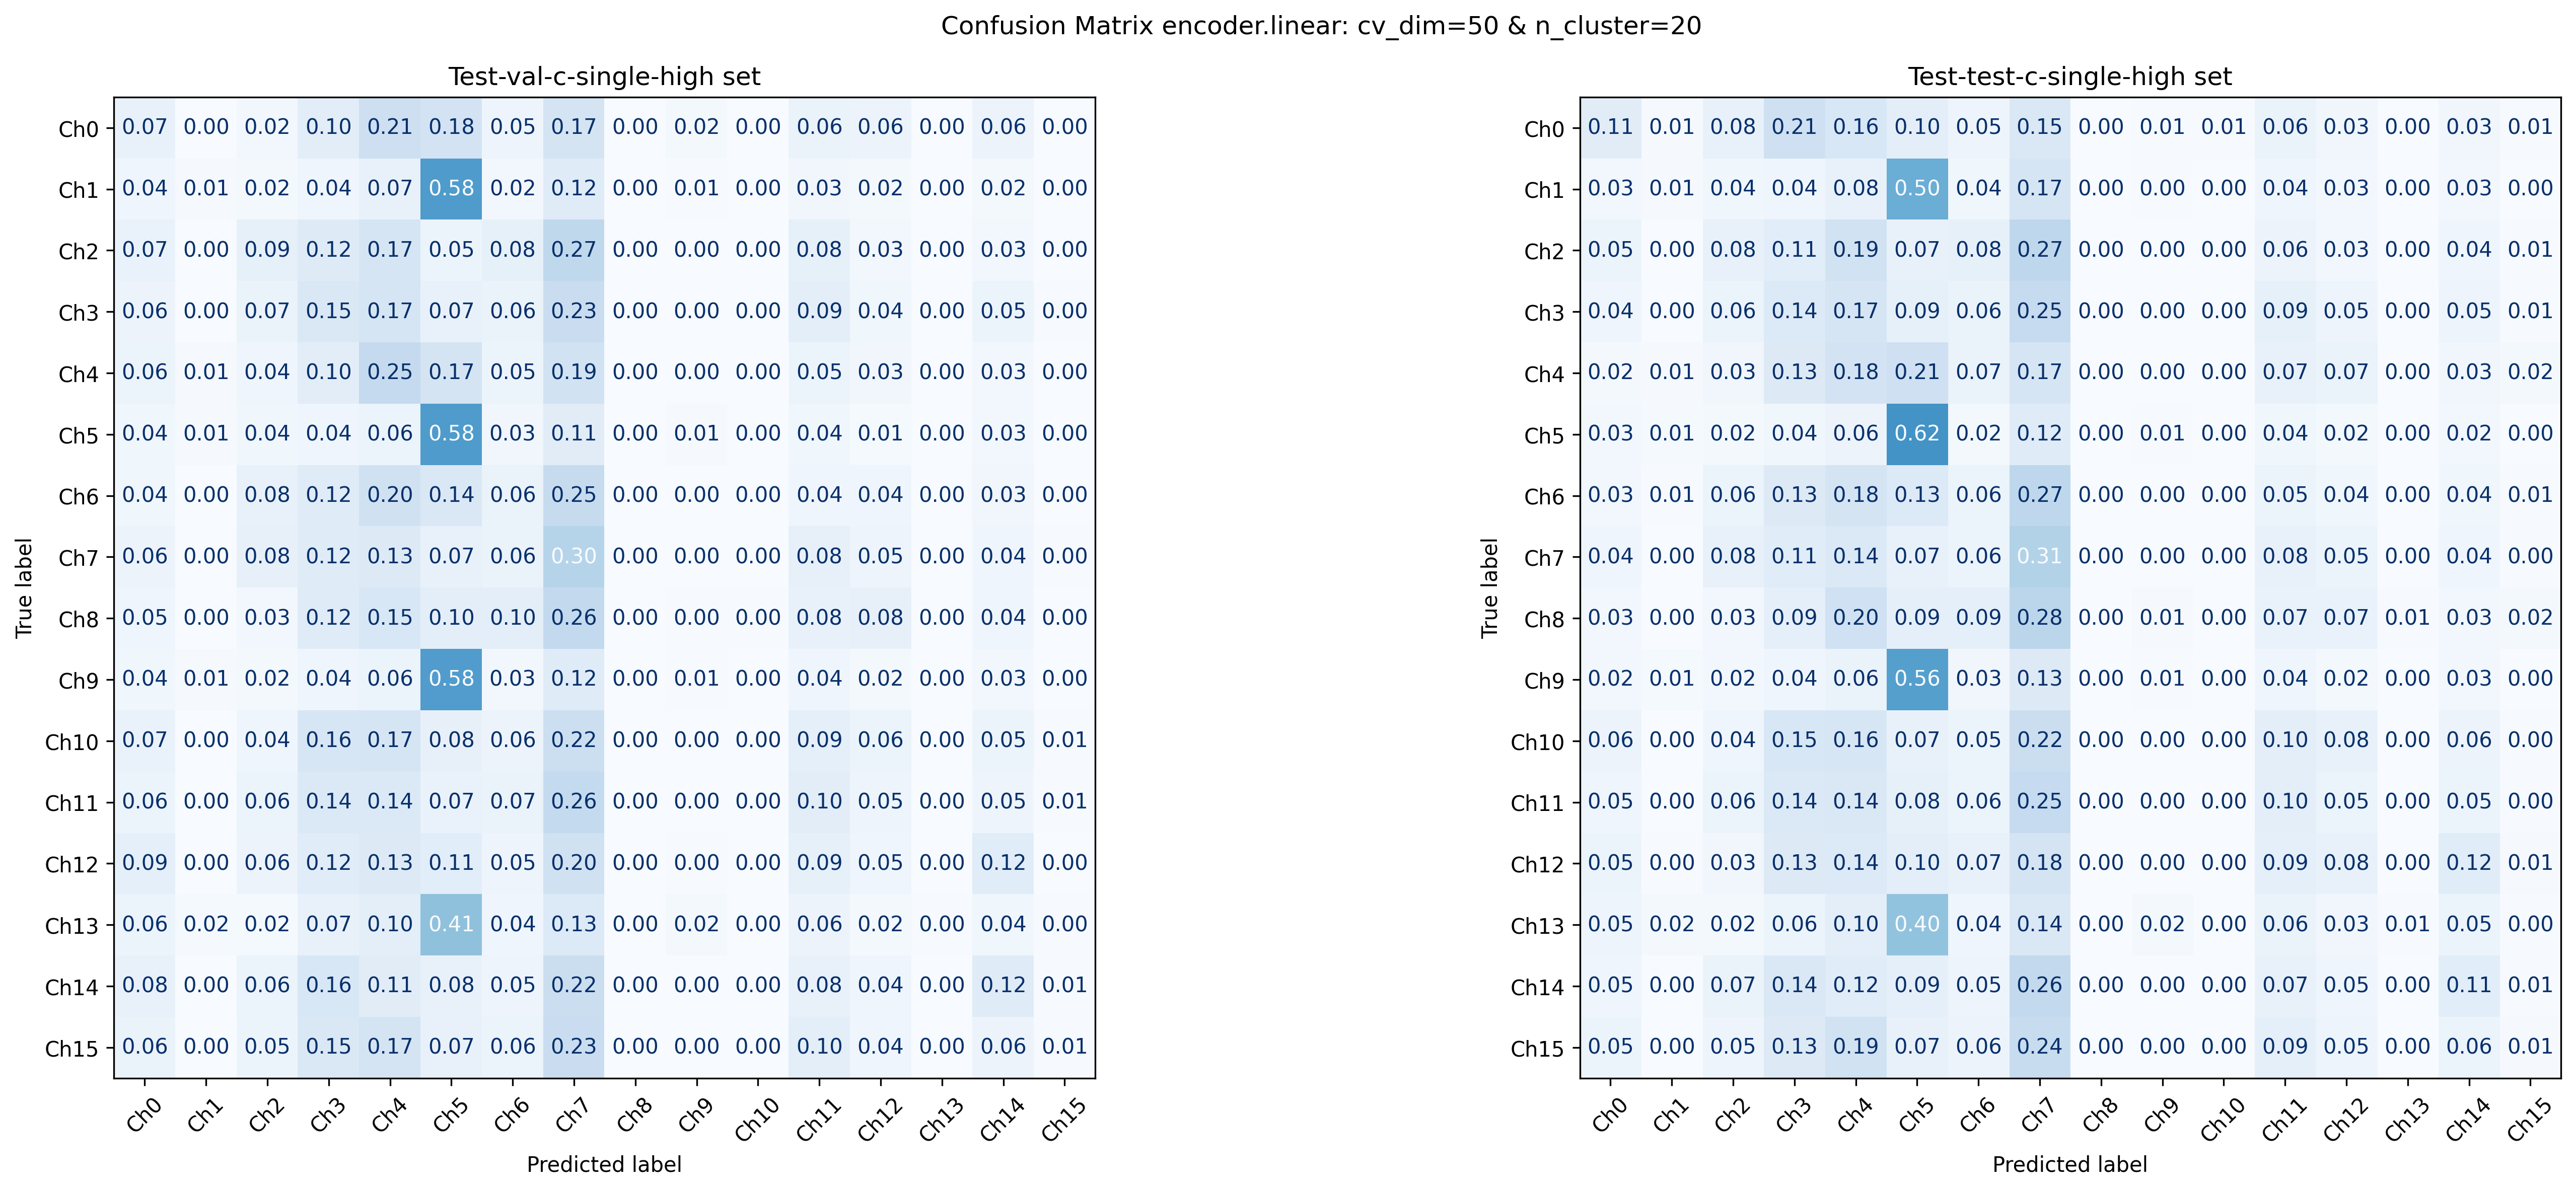 Confusion Matrix encoder.linear: cv_dim=50 & n_cluster=20
Test-val-c-single-high set
True label
Ch0 0.07 0.00 0.02 0.10 0.21 0.18 0.05 0.17 0.00 0.02 0.00 0.06 0.06 0.00 0.06 0.00
Ch1 0.04 0.01 0.02 0.04 0.07 0.58 0.02 0.12 0.00 0.01 0.00 0.03 0.02 0.00 0.02 0.00
Ch2 0.07 0.00 0.09 0.12 0.17 0.05 0.08 0.27 0.00 0.00 0.00 0.08 0.03 0.00 0.03 0.00
Ch3 0.06 0.00 0.07 0.15 0.17 0.07 0.06 0.23 0.00 0.00 0.00 0.09 0.04 0.00 0.05 0.00
Ch4 0.06 0.01 0.04 0.10 0.25 0.17 0.05 0.19 0.00 0.00 0.00 0.05 0.03 0.00 0.03 0.00
Ch5 0.04 0.01 0.04 0.04 0.06 0.58 0.03 0.11 0.00 0.01 0.00 0.04 0.01 0.00 0.03 0.00
Ch6 0.04 0.00 0.08 0.12 0.20 0.14 0.06 0.25 0.00 0.00 0.00 0.04 0.04 0.00 0.03 0.00
Ch7 0.06 0.00 0.08 0.12 0.13 0.07 0.06 0.30 0.00 0.00 0.00 0.08 0.05 0.00 0.04 0.00
Ch8 0.05 0.00 0.03 0.12 0.15 0.10 0.10 0.26 0.00 0.00 0.00 0.08 0.08 0.00 0.04 0.00
Ch9 0.04 0.01 0.02 0.04 0.06 0.58 0.03 0.12 0.00 0.01 0.00 0.04 0.02 0.00 0.03 0.00
Ch10 0.07 0.00 0.04 0.16 0.17 0.08 0.06 0.22 0.00 0.00 0.00 0.09 0.06 0.00 0.05 0.01
Ch11 0.06 0.00 0.06 0.14 0.14 0.07 0.07 0.26 0.00 0.00 0.00 0.10 0.05 0.00 0.05 0.01
Ch12 0.09 0.00 0.06 0.12 0.13 0.11 0.05 0.20 0.00 0.00 0.00 0.09 0.05 0.00 0.12 0.00
Ch13 0.06 0.02 0.02 0.07 0.10 0.41 0.04 0.13 0.00 0.02 0.00 0.06 0.02 0.00 0.04 0.00
Ch14 0.08 0.00 0.06 0.16 0.11 0.08 0.05 0.22 0.00 0.00 0.00 0.08 0.04 0.00 0.12 0.01
Ch15 0.06 0.00 0.05 0.15 0.17 0.07 0.06 0.23 0.00 0.00 0.00 0.10 0.04 0.00 0.06 0.01
Ch0 Ch1 Ch2 Ch3 Ch4 Ch5 Ch6 Ch7 Ch8 Ch9 Ch10 Ch11 Ch12 Ch13 Ch14 Ch15
Predicted label
Test-test-c-single-high set
True label
Ch0 0.11 0.01 0.08 0.21 0.16 0.10 0.05 0.15 0.00 0.01 0.01 0.06 0.03 0.00 0.03 0.01
Ch1 0.03 0.01 0.04 0.04 0.08 0.50 0.04 0.17 0.00 0.00 0.00 0.04 0.03 0.00 0.03 0.00
Ch2 0.05 0.00 0.08 0.11 0.19 0.07 0.08 0.27 0.00 0.00 0.00 0.06 0.03 0.00 0.04 0.01
Ch3 0.04 0.00 0.06 0.14 0.17 0.09 0.06 0.25 0.00 0.00 0.00 0.09 0.05 0.00 0.05 0.01
Ch4 0.02 0.01 0.03 0.13 0.18 0.21 0.07 0.17 0.00 0.00 0.00 0.07 0.07 0.00 0.03 0.02
Ch5 0.03 0.01 0.02 0.04 0.06 0.62 0.02 0.12 0.00 0.01 0.00 0.04 0.02 0.00 0.02 0.00
Ch6 0.03 0.01 0.06 0.13 0.18 0.13 0.06 0.27 0.00 0.00 0.00 0.05 0.04 0.00 0.04 0.01
Ch7 0.04 0.00 0.08 0.11 0.14 0.07 0.06 0.31 0.00 0.00 0.00 0.08 0.05 0.00 0.04 0.00
Ch8 0.03 0.00 0.03 0.09 0.20 0.09 0.09 0.28 0.00 0.01 0.00 0.07 0.07 0.01 0.03 0.02
Ch9 0.02 0.01 0.02 0.04 0.06 0.56 0.03 0.13 0.00 0.01 0.00 0.04 0.02 0.00 0.03 0.00
Ch10 0.06 0.00 0.04 0.15 0.16 0.07 0.05 0.22 0.00 0.00 0.00 0.10 0.08 0.00 0.06 0.00
Ch11 0.05 0.00 0.06 0.14 0.14 0.08 0.06 0.25 0.00 0.00 0.00 0.10 0.05 0.00 0.05 0.00
Ch12 0.05 0.00 0.03 0.13 0.14 0.10 0.07 0.18 0.00 0.00 0.00 0.09 0.08 0.00 0.12 0.01
Ch13 0.05 0.02 0.02 0.06 0.10 0.40 0.04 0.14 0.00 0.02 0.00 0.06 0.03 0.01 0.05 0.00
Ch14 0.05 0.00 0.07 0.14 0.12 0.09 0.05 0.26 0.00 0.00 0.00 0.07 0.05 0.00 0.11 0.01
Ch15 0.05 0.00 0.05 0.13 0.19 0.07 0.06 0.24 0.00 0.00 0.00 0.09 0.05 0.00 0.06 0.01
Ch0 Ch1 Ch2 Ch3 Ch4 Ch5 Ch6 Ch7 Ch8 Ch9 Ch10 Ch11 Ch12 Ch13 Ch14 Ch15
Predicted label